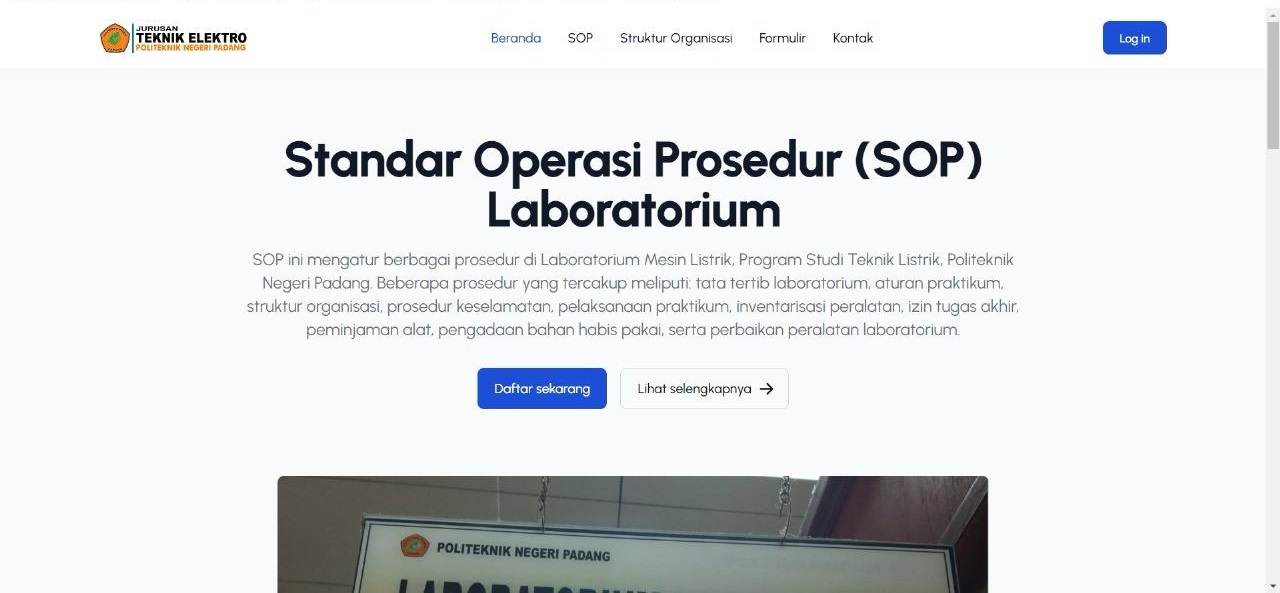 JURUSAN
TEKNIK ELEKTRO
POLITEKNIK NEGERI PADANG
Beranda
SOP
Struktur Organisasi
Formulir
Kontak
Log in
Standar Operasi Prosedur (SOP)
Laboratorium
SOP ini mengatur berbagai prosedur di Laboratorium Mesin Listrik, Program Studi Teknik Listrik, Politeknik
Negeri Padang. Beberapa prosedur yang tercakup meliputi: tata tertib laboratorium, aturan praktikum,
struktur organisasi, prosedur keselamatan, pelaksanaan praktikum, inventarisasi peralatan, izin tugas akhir,
peminjaman alat, pengadaan bahan habis pakai, serta perbaikan peralatan laboratorium.
Daftar sekarang
Lihat selengkapnya →
POLITEKNIK NEGERI PADANG